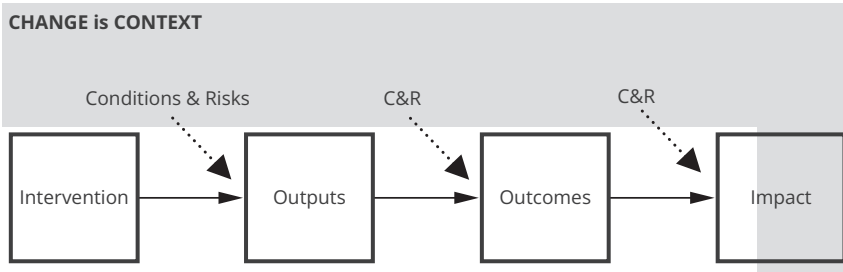 CHANGE is CONTEXT
Conditions & Risks
C&R
C&R
Intervention
Outputs
Outcomes
Impact